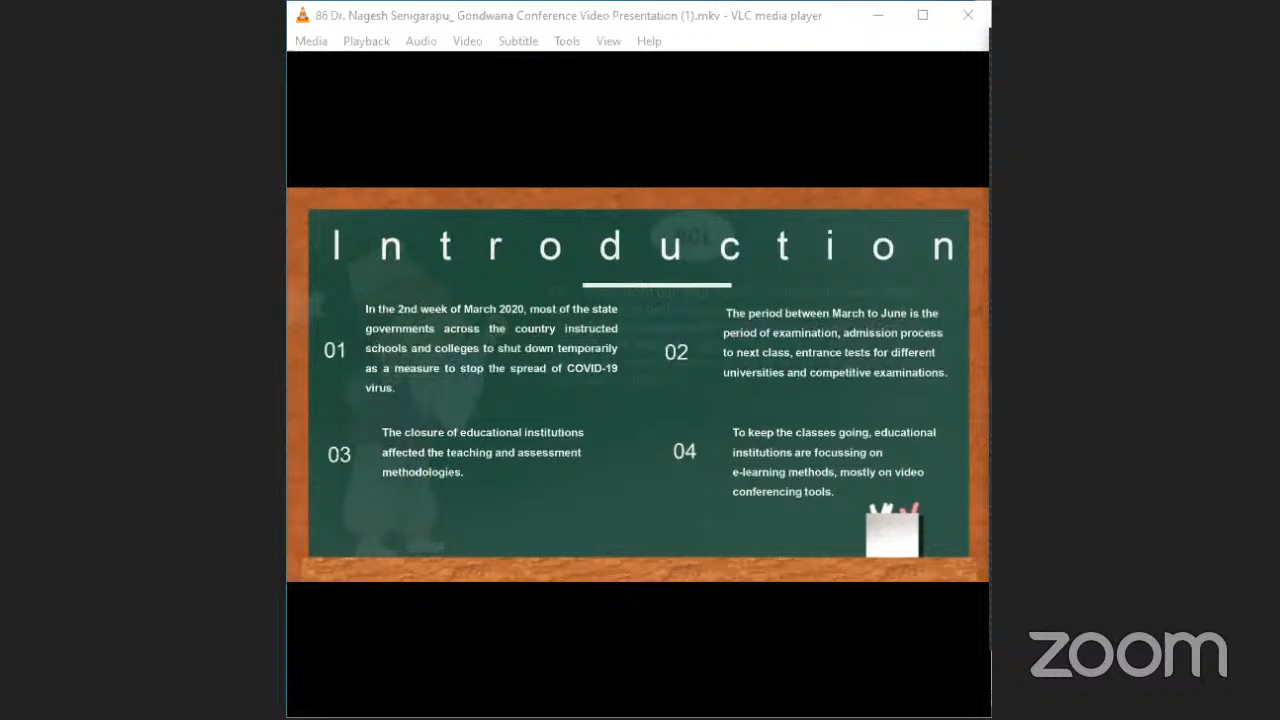 86 Dr. Nagesh Senigarapu_ Gondwana Conference Video Presentation (1).mkv - VLC media player
Media Playback Audio Video Subtitle Tools View Help
Introduction
01
In the 2nd week of March 2020, most of the state
governments across the country instructed
schools and colleges to shut down temporarily
as a measure to stop the spread of COVID-19
virus.
02
The period between March to June is the
period of examination, admission process
to next class, entrance tests for different
universities and competitive examinations.
03
The closure of educational institutions
affected the teaching and assessment
methodologies.
04
To keep the classes going, educational
institutions are focussing on
e-learning methods, mostly on video
conferencing tools.
zoom